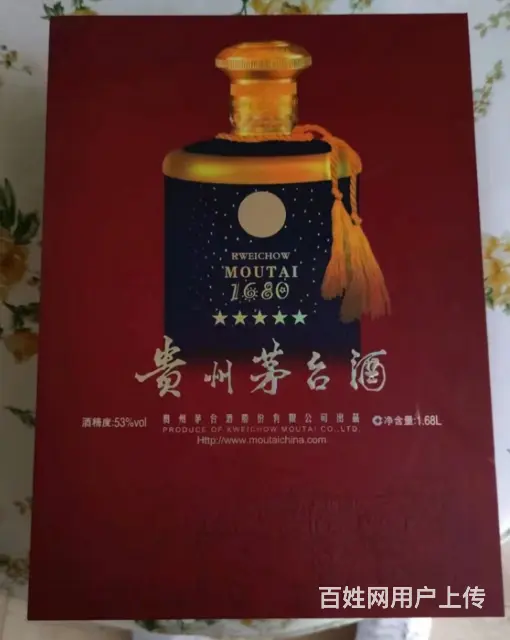 KWEICHOW
MOUTAI
1680
★★★★★
貴州茅台酒
酒精度:53%vol
貴州茅台酒股份有限公司出品
净含量:1.68L
PRODUCE OF KWEICHOW MOUTAI CO.,LTD.
Http://www.moutaichina.com
百姓网用户上传